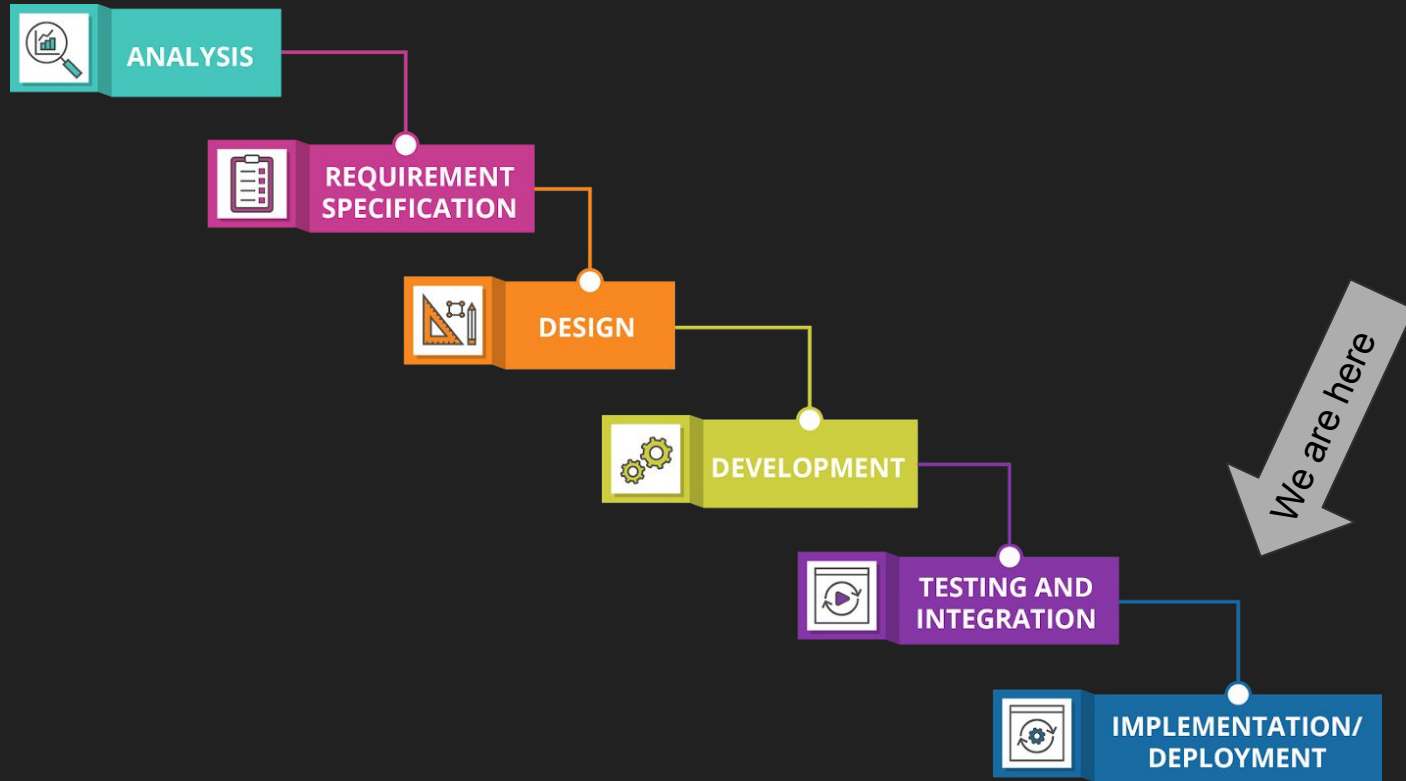 ANALYSIS
REQUIREMENT
SPECIFICATION
DESIGN
We are here
DEVELOPMENT
TESTING AND
INTEGRATION
IMPLEMENTATION/
DEPLOYMENT